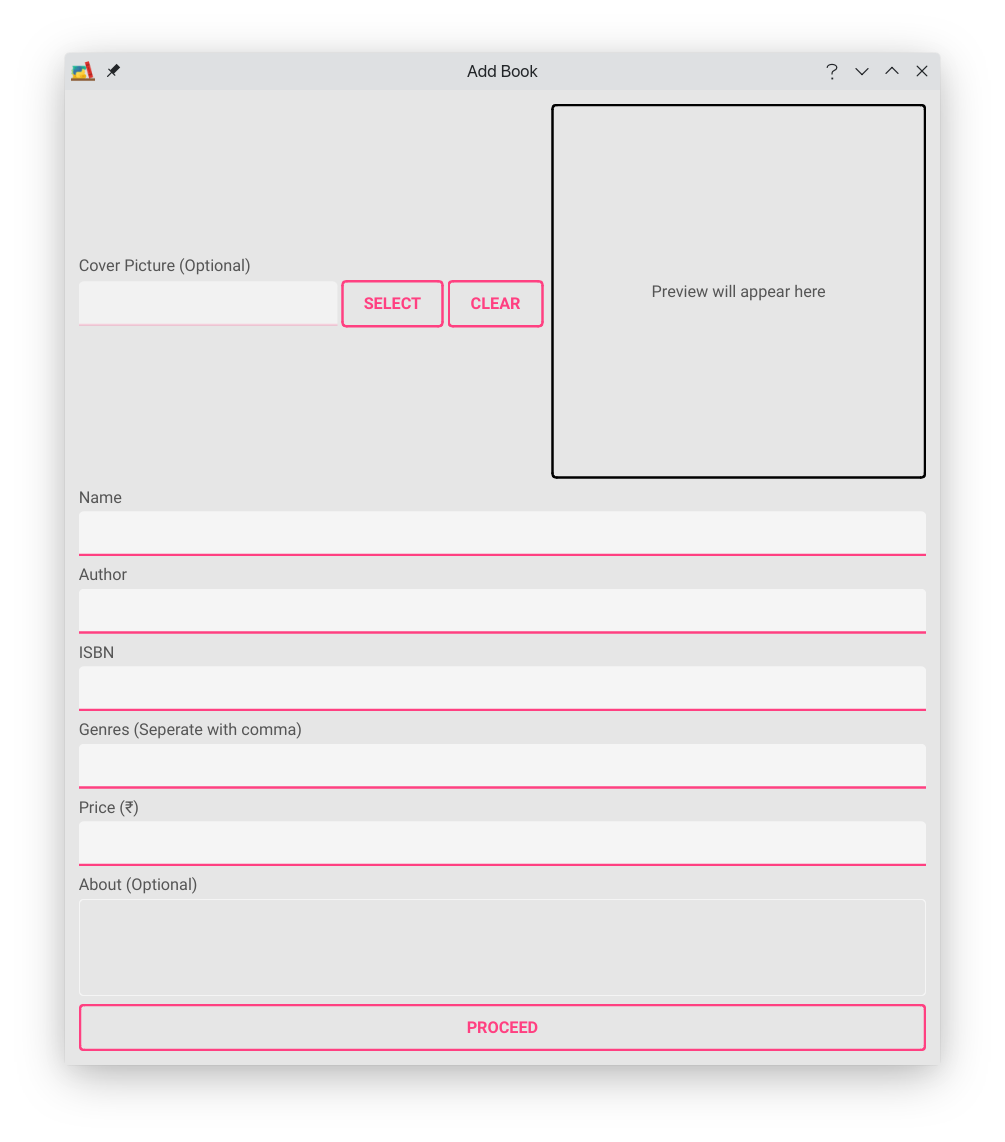 Add Book
Cover Picture (Optional)
SELECT
CLEAR
Preview will appear here
Name
Author
ISBN
Genres (Seperate with comma)
Price (₹)
About (Optional)
PROCEED